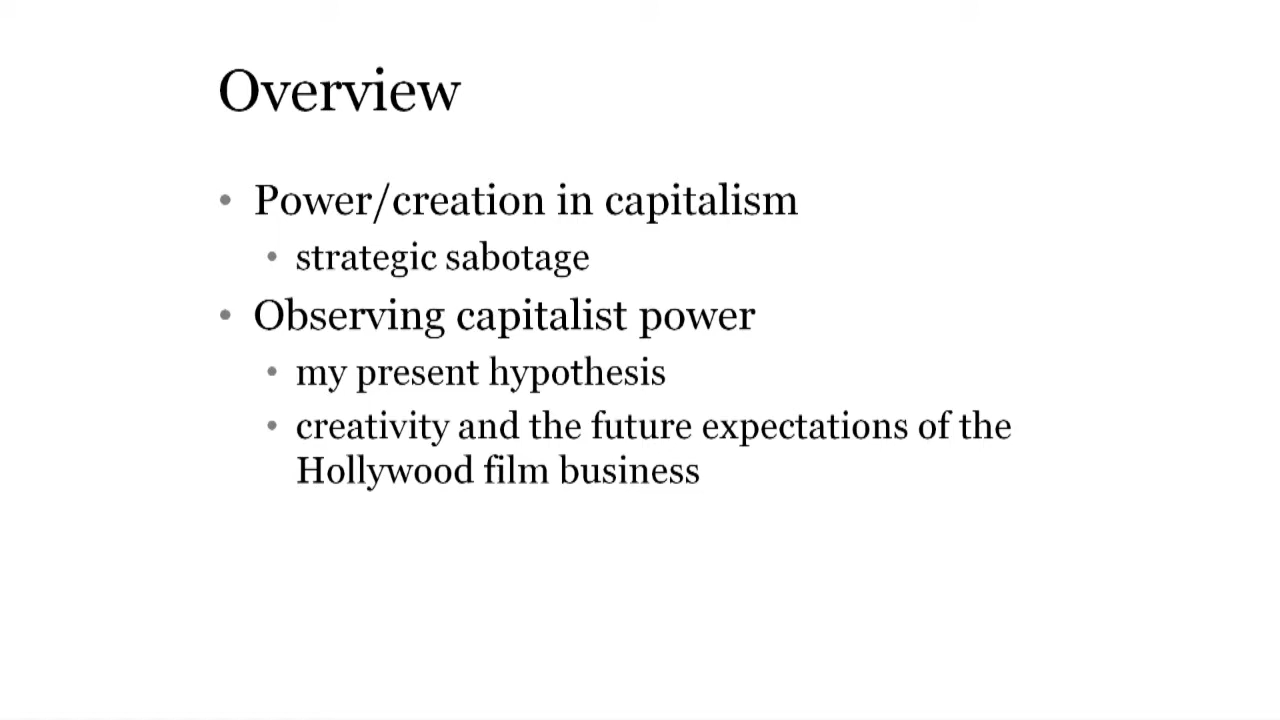 Overview
• Power/creation in capitalism
• strategic sabotage
• Observing capitalist power
• my present hypothesis
• creativity and the future expectations of the
Hollywood film business